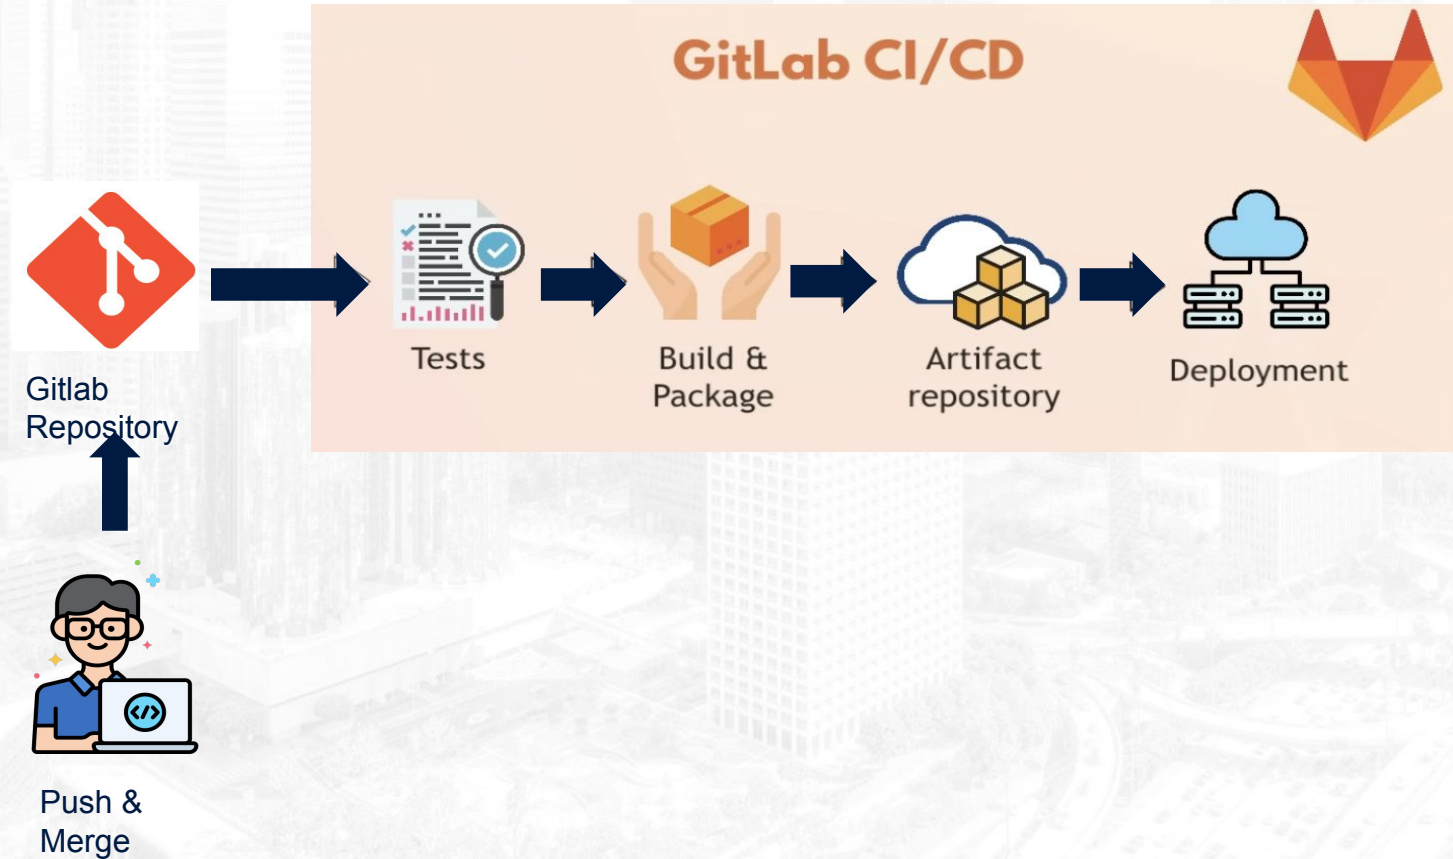 GitLab CI/CD
Gitlab
Repository
Tests
Build &
Package
Artifact
repository
Deployment
</>
Push &
Merge